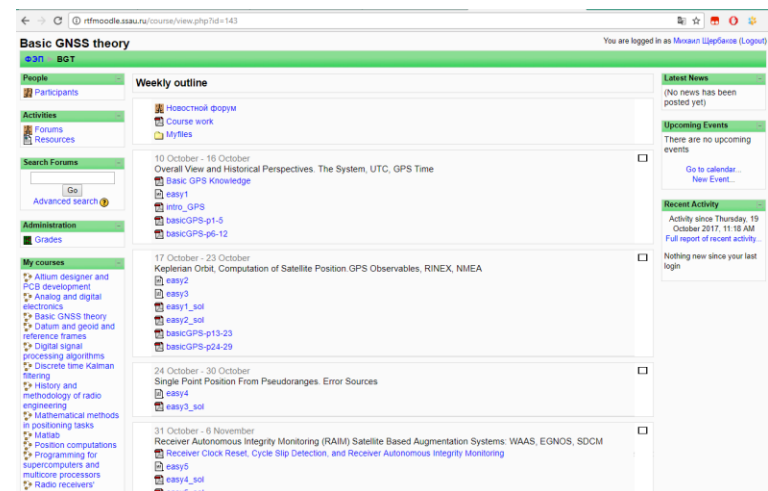 rtfmoodle.ssau.ru/course/view.php?id=143
Basic GNSS theory
You are logged in as Михаил Щербаков (Logout)
ФЭП BGT
People
Participants
Activities
Forums
Resources
Search Forums
Go
Advanced search
Administration
Grades
My courses
Altium designer and
PCB development
Analog and digital
electronics
Basic GNSS theory
Datum and geoid and
reference frames
Digital signal
processing algorithms
Discrete time Kalman
filtering
History and
methodology of radio
engineering
Mathematical methods
in positioning tasks
Matlab
Position computations
Programming for
supercomputers and
multicore processors
Radio receivers'
Weekly outline
Новостной форум
Course work
Myfiles
10 October - 16 October
Overall View and Historical Perspectives. The System, UTC, GPS Time
Basic GPS Knowledge
easy1
Intro_GPS
basicGPS-p1-5
basicGPS-p6-12
17 October - 23 October
Keplerian Orbit, Computation of Satellite Position.GPS Observables, RINEX, NMEA
easy2
easy3
easy1_sol
easy2_sol
basicGPS-p13-23
basicGPS-p24-29
24 October - 30 October
Single Point Position From Pseudoranges. Error Sources
easy4
easy3_sol
31 October - 6 November
Receiver Autonomous Integrity Monitoring (RAIM) Satellite Based Augmentation Systems: WAAS, EGNOS, SDCM
Receiver Clock Reset, Cycle Slip Detection, and Receiver Autonomous Integrity Monitoring
easy5
easy4_sol
Latest News
(No news has been
posted yet)
Upcoming Events
There are no upcoming
events
Go to calendar...
New Event...
Recent Activity
Activity since Thursday, 19
October 2017, 11:18 AM
Full report of recent activity...
Nothing new since your last
login